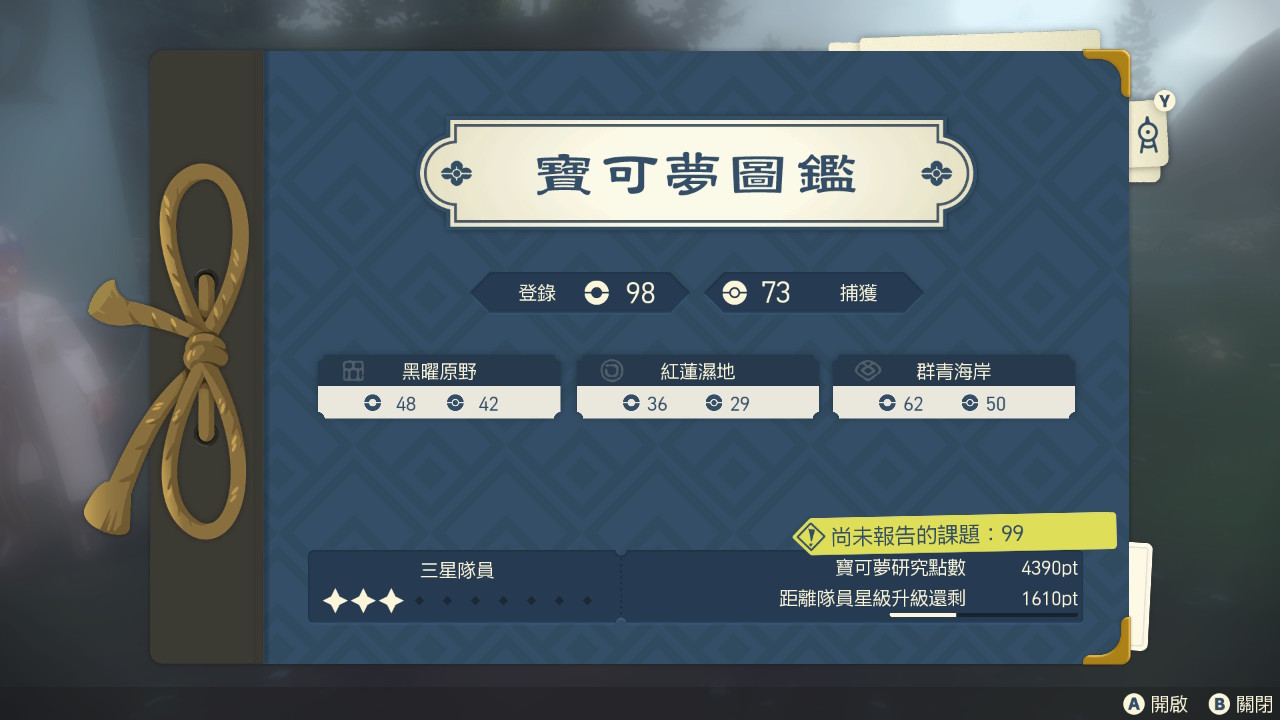 Y
寶可夢圖鑑
登錄 98 73 捕獲
黑曜原野 紅蓮濕地 群青海岸
48 42 36 29 62 50
尚未報告的課題：99
三星隊員 寶可夢研究點數 4390pt
距離隊員星級升級還剩 1610pt
A 開啟 B 關閉